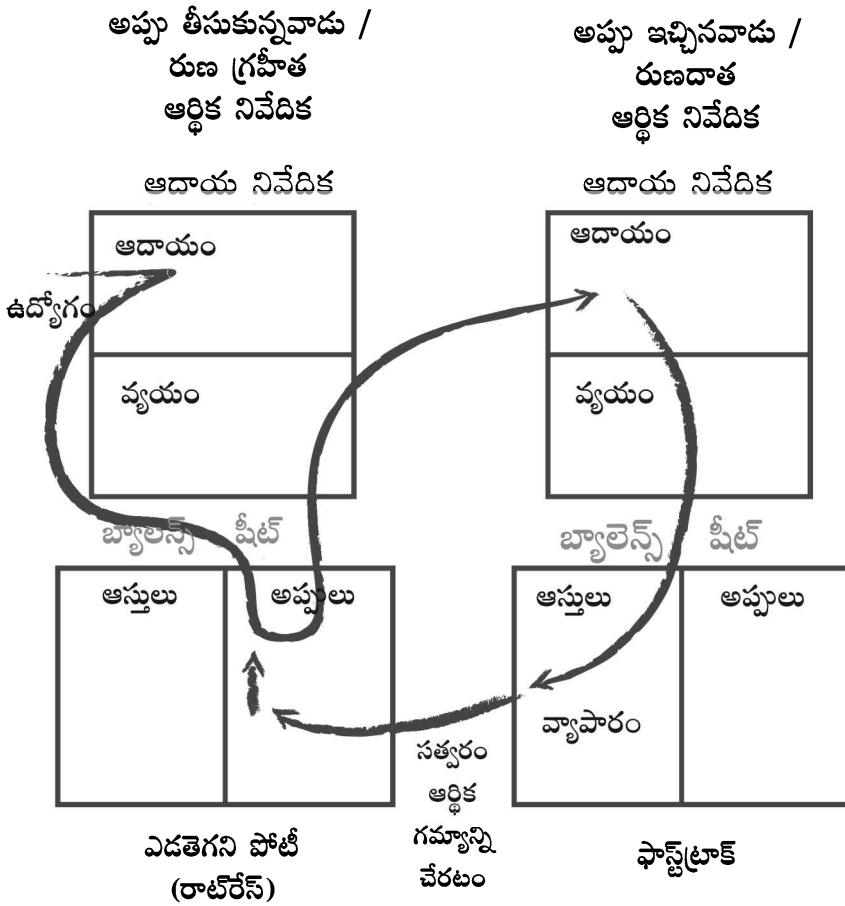 అప్పు తీసుకున్నవాడు /
రుణ గ్రహీత
ఆర్థిక నివేదిక
ఆదాయ నివేదిక
ఆదాయం
ఉద్యోగం
వ్యయం
బ్యాలెన్స్ షీట్
ఆస్తులు
అప్పులు
ఎడతెగని పోటీ
(రాట్‌రేస్)
సత్వరం
ఆర్థిక
గమ్యాన్ని
చేరటం
అప్పు ఇచ్చినవాడు /
రుణదాత
ఆర్థిక నివేదిక
ఆదాయ నివేదిక
ఆదాయం
వ్యయం
బ్యాలెన్స్ షీట్
ఆస్తులు
అప్పులు
వ్యాపారం
ఫాస్ట్‌ట్రాక్